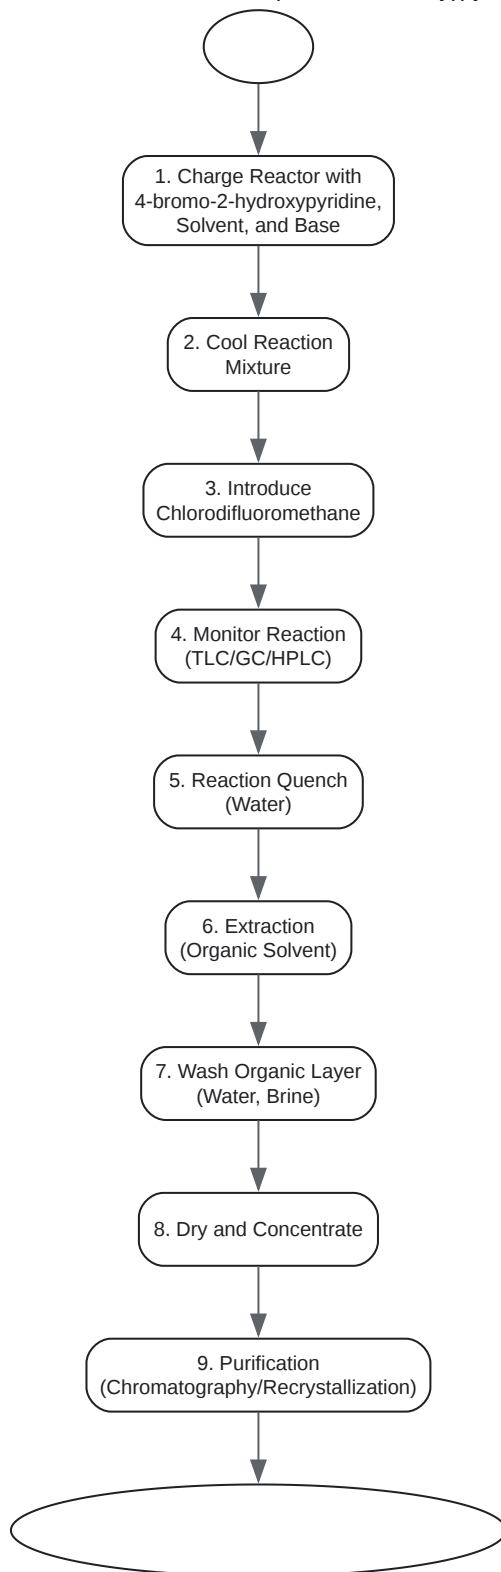 1. Charge Reactor with
4-bromo-2-hydroxypyridine,
Solvent, and Base
2. Cool Reaction
Mixture
3. Introduce
Chlorodifluoromethane
4. Monitor Reaction
(TLC/GC/HPLC)
5. Reaction Quench
(Water)
6. Extraction
(Organic Solvent)
7. Wash Organic Layer
(Water, Brine)
8. Dry and Concentrate
9. Purification
(Chromatography/Recrystallization)